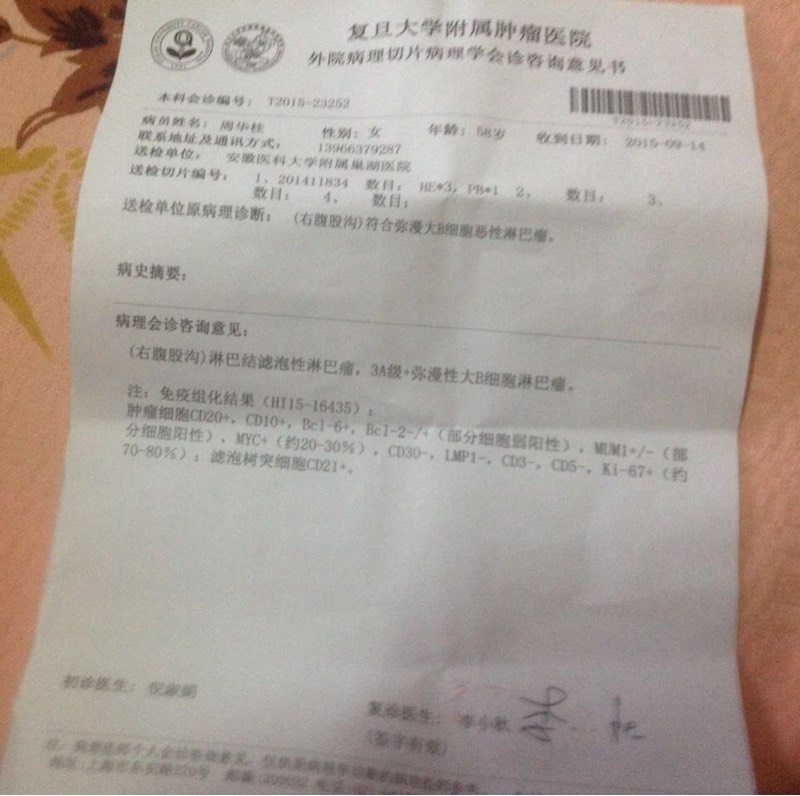 复旦大学附属肿瘤医院
外院病理切片病理学会诊咨询意见书
本科会诊编号： T2015-23252
T2015-23252
病员姓名： 周华桂 性别： 女 年龄： 58岁 收到日期： 2015-09-14
联系地址及通讯方式： 13966379287
送检单位： 安徽医科大学附属巢湖医院
送检切片编号： 1、201411834 数目： HE*3，PB*1 2、 数目： 3、
数目： 4、 数目：
送检单位原病理诊断： （右腹股沟)符合弥漫大B细胞恶性淋巴瘤。
病史摘要：
病理会诊咨询意见：
(右腹股沟)淋巴结滤泡性淋巴瘤，3A级+弥漫性大B细胞淋巴瘤。
注：免疫组化结果（HI15-16435）：
肿瘤细胞CD20+，CD10+，Bcl-6+，Bcl-2-/+（部分细胞弱阳性），MUM1+/-（部
分细胞阳性），MYC+（约20-30%），CD30-，LMP1-，CD3-，CD5-，Ki-67+（约
70-80%）；滤泡树突细胞CD21+。
初诊医生： 倪淑娟
复诊医生： 李小秋
(签字有效)